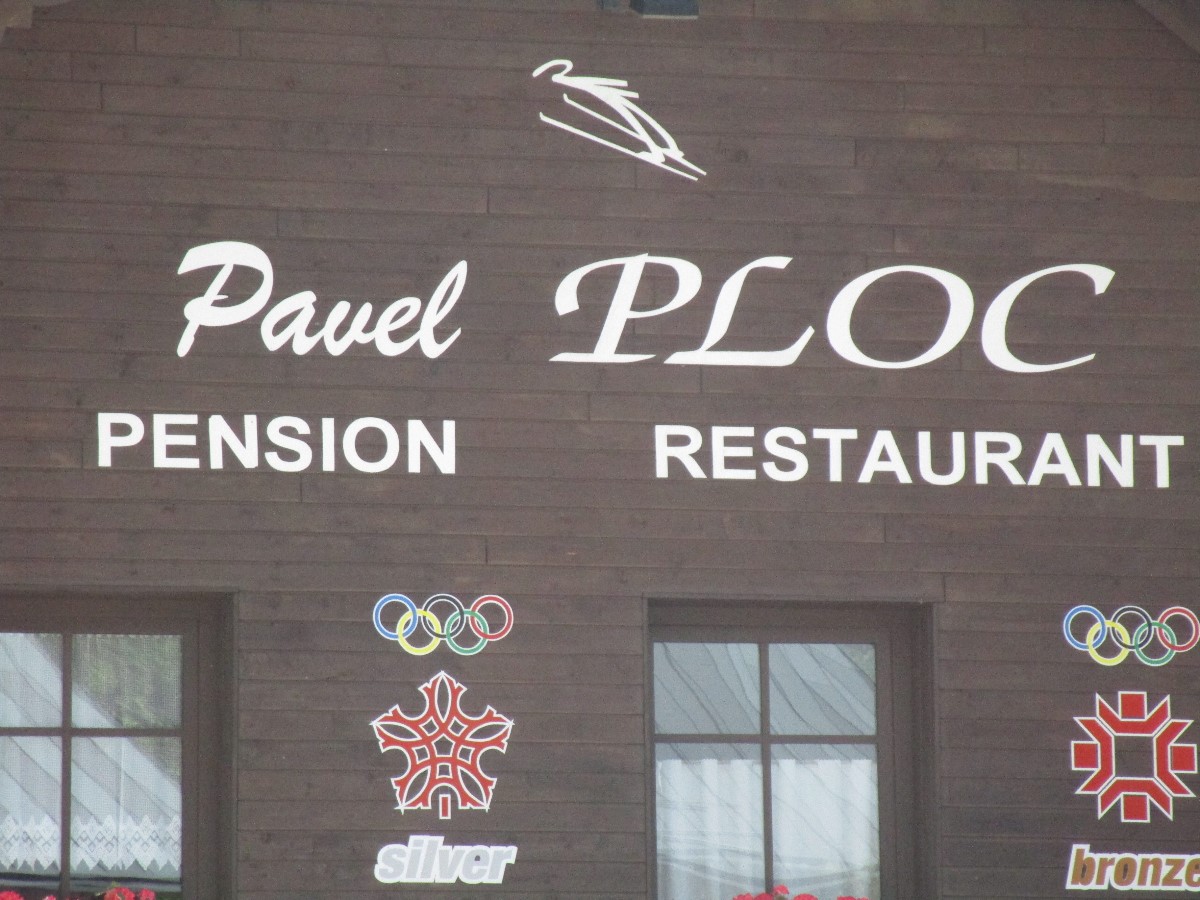 Pavel PLOC
PENSION RESTAURANT
silver bronze